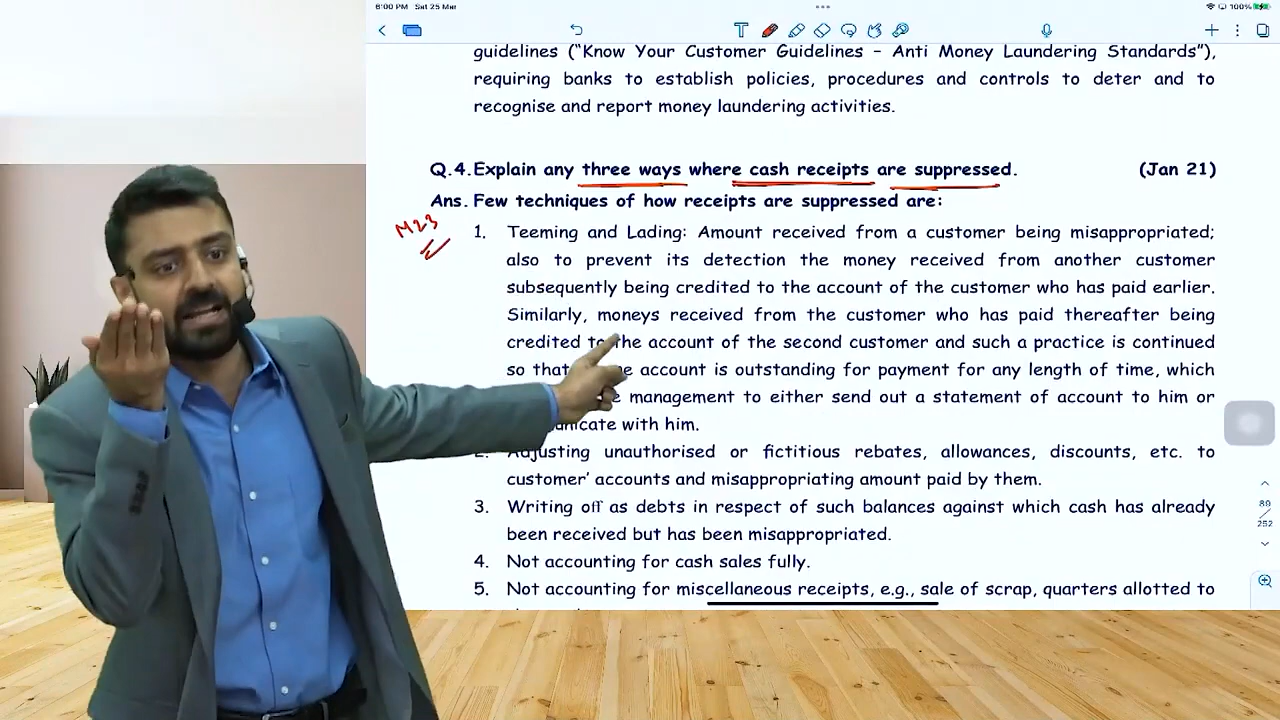 6:00 PM Sat 25 Mar
100%
guidelines (“Know Your Customer Guidelines – Anti Money Laundering Standards”),
requiring banks to establish policies, procedures and controls to deter and to
recognise and report money laundering activities.
Q.4. Explain any three ways where cash receipts are suppressed. (Jan 21)
Ans. Few techniques of how receipts are suppressed are:
M23
1. Teeming and Lading: Amount received from a customer being misappropriated;
also to prevent its detection the money received from another customer
subsequently being credited to the account of the customer who has paid earlier.
Similarly, moneys received from the customer who has paid thereafter being
credited to the account of the second customer and such a practice is continued
so that account is outstanding for payment for any length of time, which
management to either send out a statement of account to him or
with him.
2. Adjusting unauthorised or fictitious rebates, allowances, discounts, etc. to
customer’ accounts and misappropriating amount paid by them.
3. Writing off as debts in respect of such balances against which cash has already
been received but has been misappropriated.
4. Not accounting for cash sales fully.
5. Not accounting for miscellaneous receipts, e.g., sale of scrap, quarters allotted to
89
252